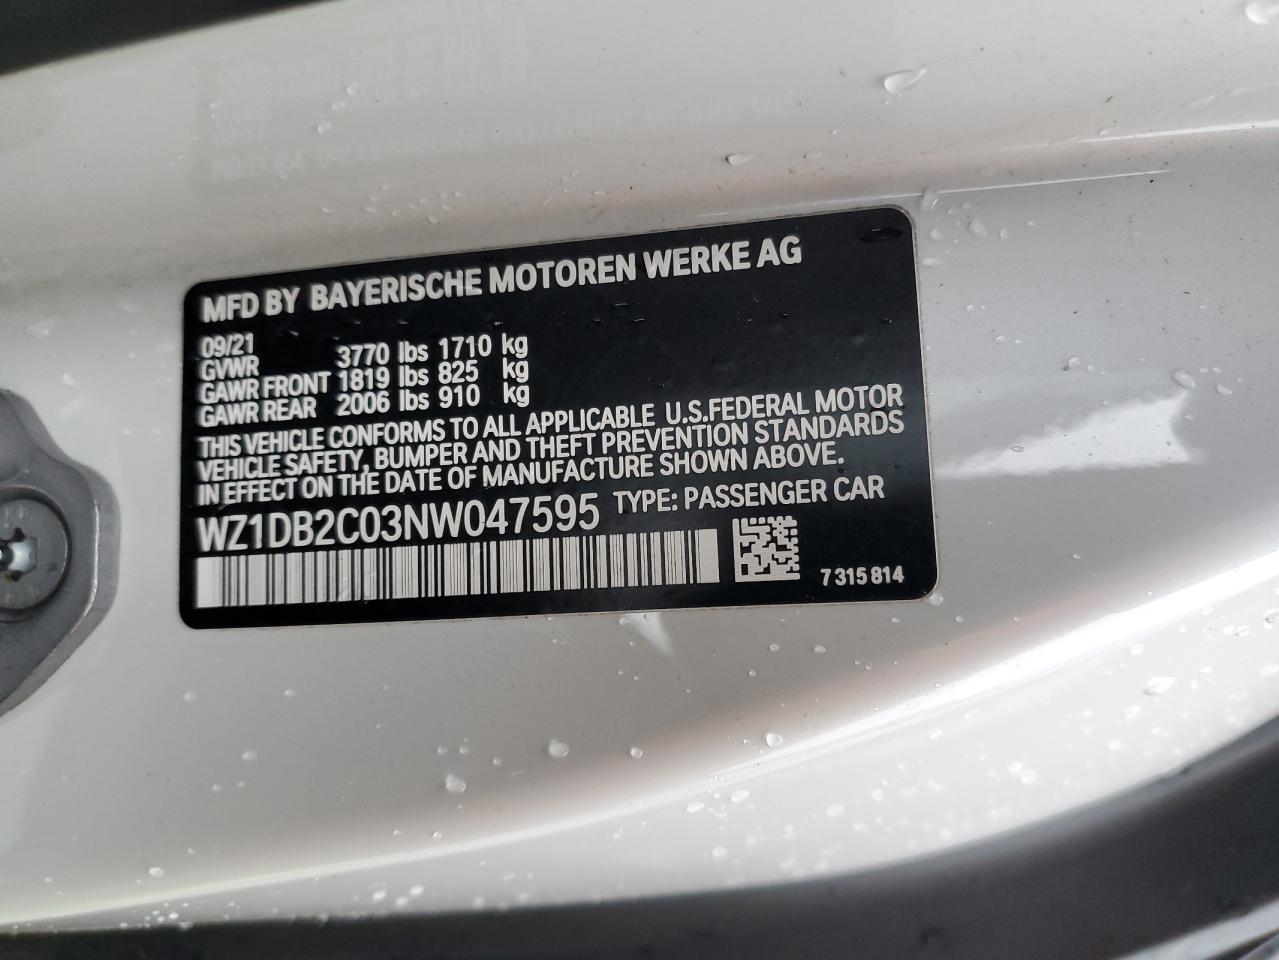 MFD BY BAYERISCHE MOTOREN WERKE AG
09/21
GVWR 3770 lbs 1710 kg
GAWR FRONT 1819 lbs 825 kg
GAWR REAR 2006 lbs 910 kg
THIS VEHICLE CONFORMS TO ALL APPLICABLE U.S.FEDERAL MOTOR
VEHICLE SAFETY, BUMPER AND THEFT PREVENTION STANDARDS
IN EFFECT ON THE DATE OF MANUFACTURE SHOWN ABOVE.
WZ1DB2C03NW047595 TYPE: PASSENGER CAR
7 315 814